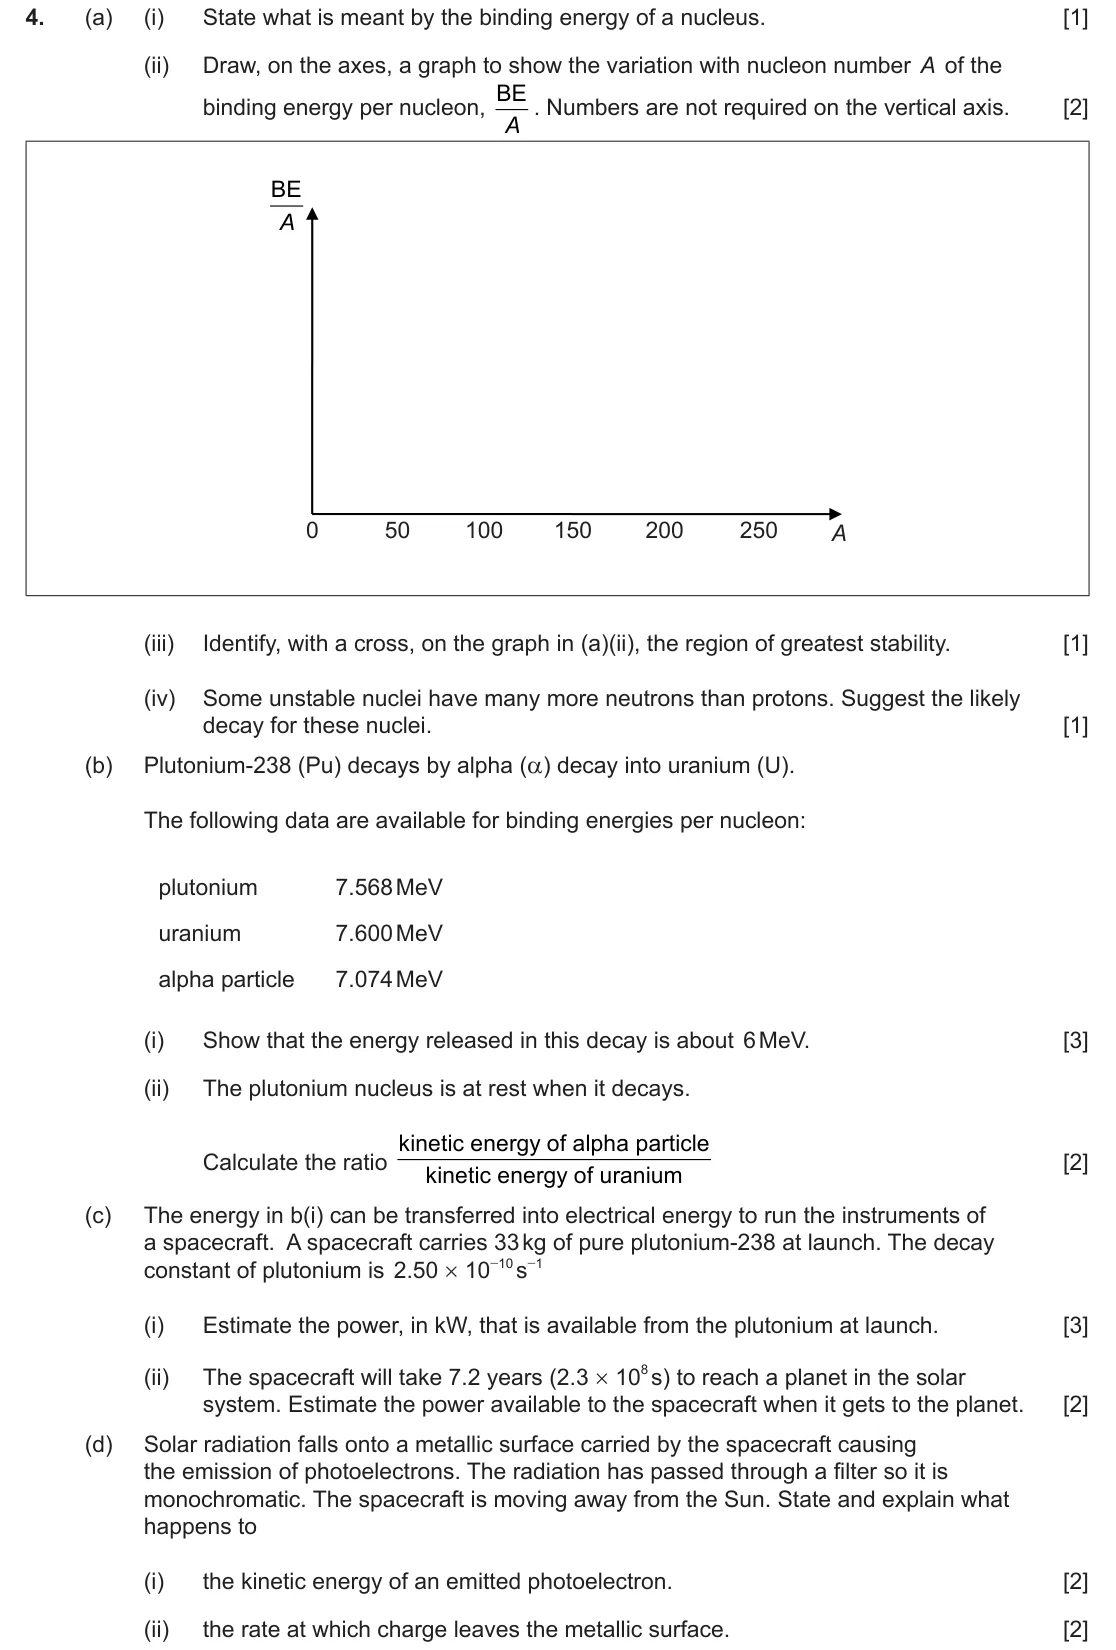 4. (a) (i) State what is meant by the binding energy of a nucleus. [1]
(ii) Draw, on the axes, a graph to show the variation with nucleon number A of the
binding energy per nucleon, BE/A . Numbers are not required on the vertical axis. [2]
BE/A
0 50 100 150 200 250 A
(iii) Identify, with a cross, on the graph in (a)(ii), the region of greatest stability. [1]
(iv) Some unstable nuclei have many more neutrons than protons. Suggest the likely
decay for these nuclei. [1]
(b) Plutonium-238 (Pu) decays by alpha (α) decay into uranium (U).
The following data are available for binding energies per nucleon:
plutonium 7.568 MeV
uranium 7.600 MeV
alpha particle 7.074 MeV
(i) Show that the energy released in this decay is about 6 MeV. [3]
(ii) The plutonium nucleus is at rest when it decays.
Calculate the ratio kinetic energy of alpha particle / kinetic energy of uranium [2]
(c) The energy in b(i) can be transferred into electrical energy to run the instruments of
a spacecraft. A spacecraft carries 33 kg of pure plutonium-238 at launch. The decay
constant of plutonium is 2.50 × 10⁻¹⁰ s⁻¹
(i) Estimate the power, in kW, that is available from the plutonium at launch. [3]
(ii) The spacecraft will take 7.2 years (2.3 × 10⁸ s) to reach a planet in the solar
system. Estimate the power available to the spacecraft when it gets to the planet. [2]
(d) Solar radiation falls onto a metallic surface carried by the spacecraft causing
the emission of photoelectrons. The radiation has passed through a filter so it is
monochromatic. The spacecraft is moving away from the Sun. State and explain what
happens to
(i) the kinetic energy of an emitted photoelectron. [2]
(ii) the rate at which charge leaves the metallic surface. [2]